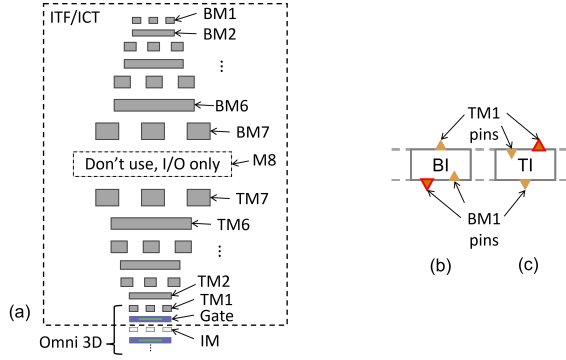 ITF/ICT
BM1
BM2
⋮
BM6
BM7
Don't use, I/O only
M8
TM7
TM6
⋮
TM2
TM1
Gate
(a)
Omni 3D
IM
TM1
pins
BI
TI
BM1
pins
(b)
(c)